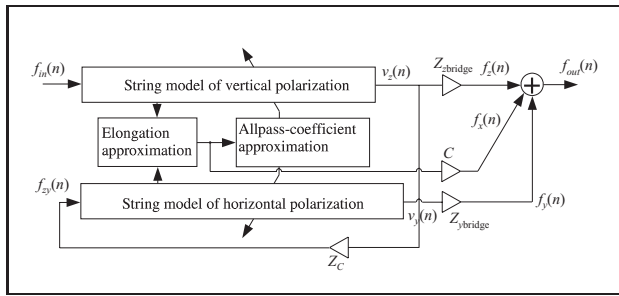 f_in(n)
String model of vertical polarization
v_z(n)
Z_zbridge
f_z(n)
f_out(n)
Elongation
approximation
Allpass-coefficient
approximation
f_x(n)
C
f_zy(n)
String model of horizontal polarization
v_y(n)
Z_ybridge
f_y(n)
Z_C